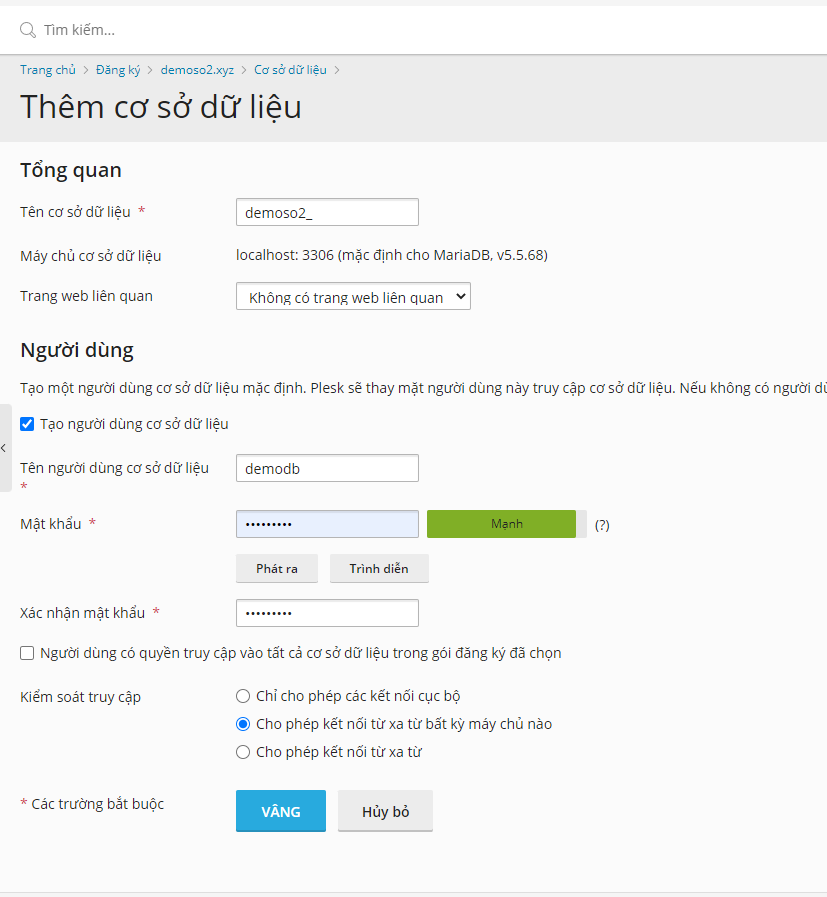 Tìm kiếm...
Trang chủ > Đăng ký > demoso2.xyz > Cơ sở dữ liệu >
Thêm cơ sở dữ liệu
Tổng quan
Tên cơ sở dữ liệu *
demoso2_
Máy chủ cơ sở dữ liệu
localhost: 3306 (mặc định cho MariaDB, v5.5.68)
Trang web liên quan
Không có trang web liên quan
Người dùng
Tạo một người dùng cơ sở dữ liệu mặc định. Plesk sẽ thay mặt người dùng này truy cập cơ sở dữ liệu. Nếu không có người
Tạo người dùng cơ sở dữ liệu
Tên người dùng cơ sở dữ liệu
*
demodb
Mật khẩu *
•••••••••
Mạnh
(?)
Phát ra
Trình diễn
Xác nhận mật khẩu *
•••••••••
Người dùng có quyền truy cập vào tất cả cơ sở dữ liệu trong gói đăng ký đã chọn
Kiểm soát truy cập
Chỉ cho phép các kết nối cục bộ
Cho phép kết nối từ xa từ bất kỳ máy chủ nào
Cho phép kết nối từ xa từ
* Các trường bắt buộc
VÂNG
Hủy bỏ